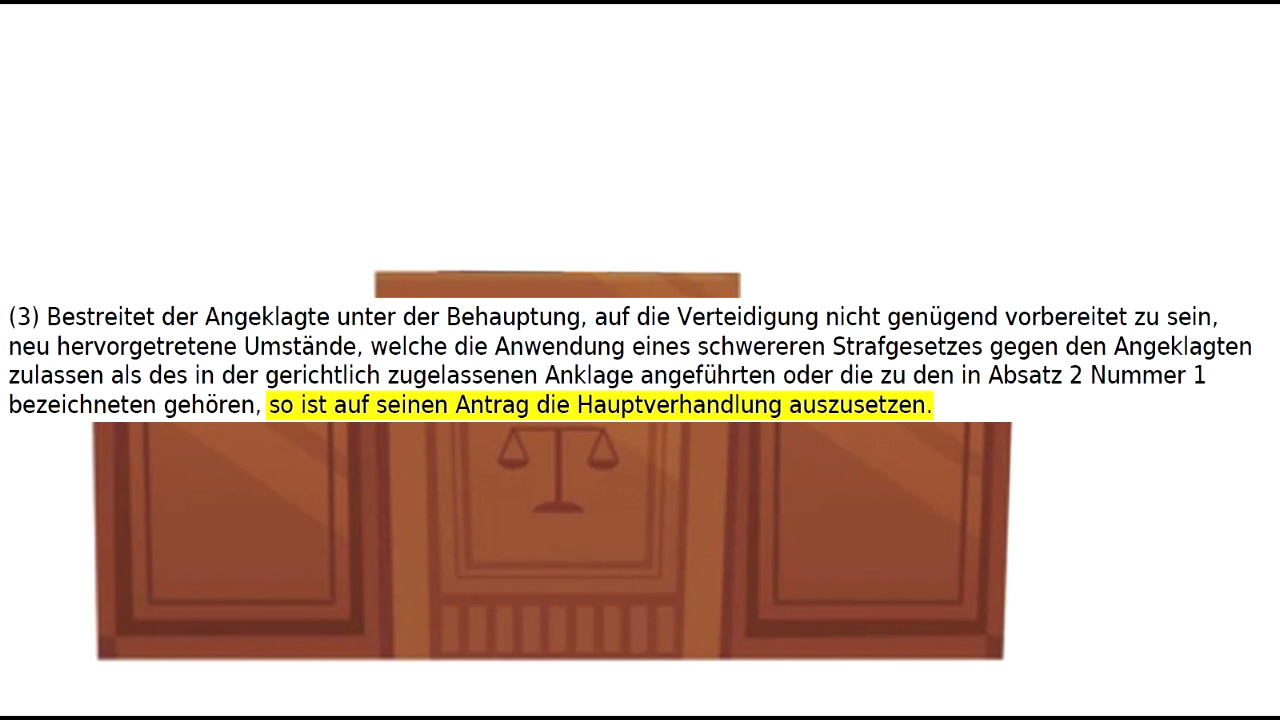 (3) Bestreitet der Angeklagte unter der Behauptung, auf die Verteidigung nicht genügend vorbereitet zu sein,
neu hervorgetretene Umstände, welche die Anwendung eines schwereren Strafgesetzes gegen den Angeklagten
zulassen als des in der gerichtlich zugelassenen Anklage angeführten oder die zu den in Absatz 2 Nummer 1
bezeichneten gehören, so ist auf seinen Antrag die Hauptverhandlung auszusetzen.